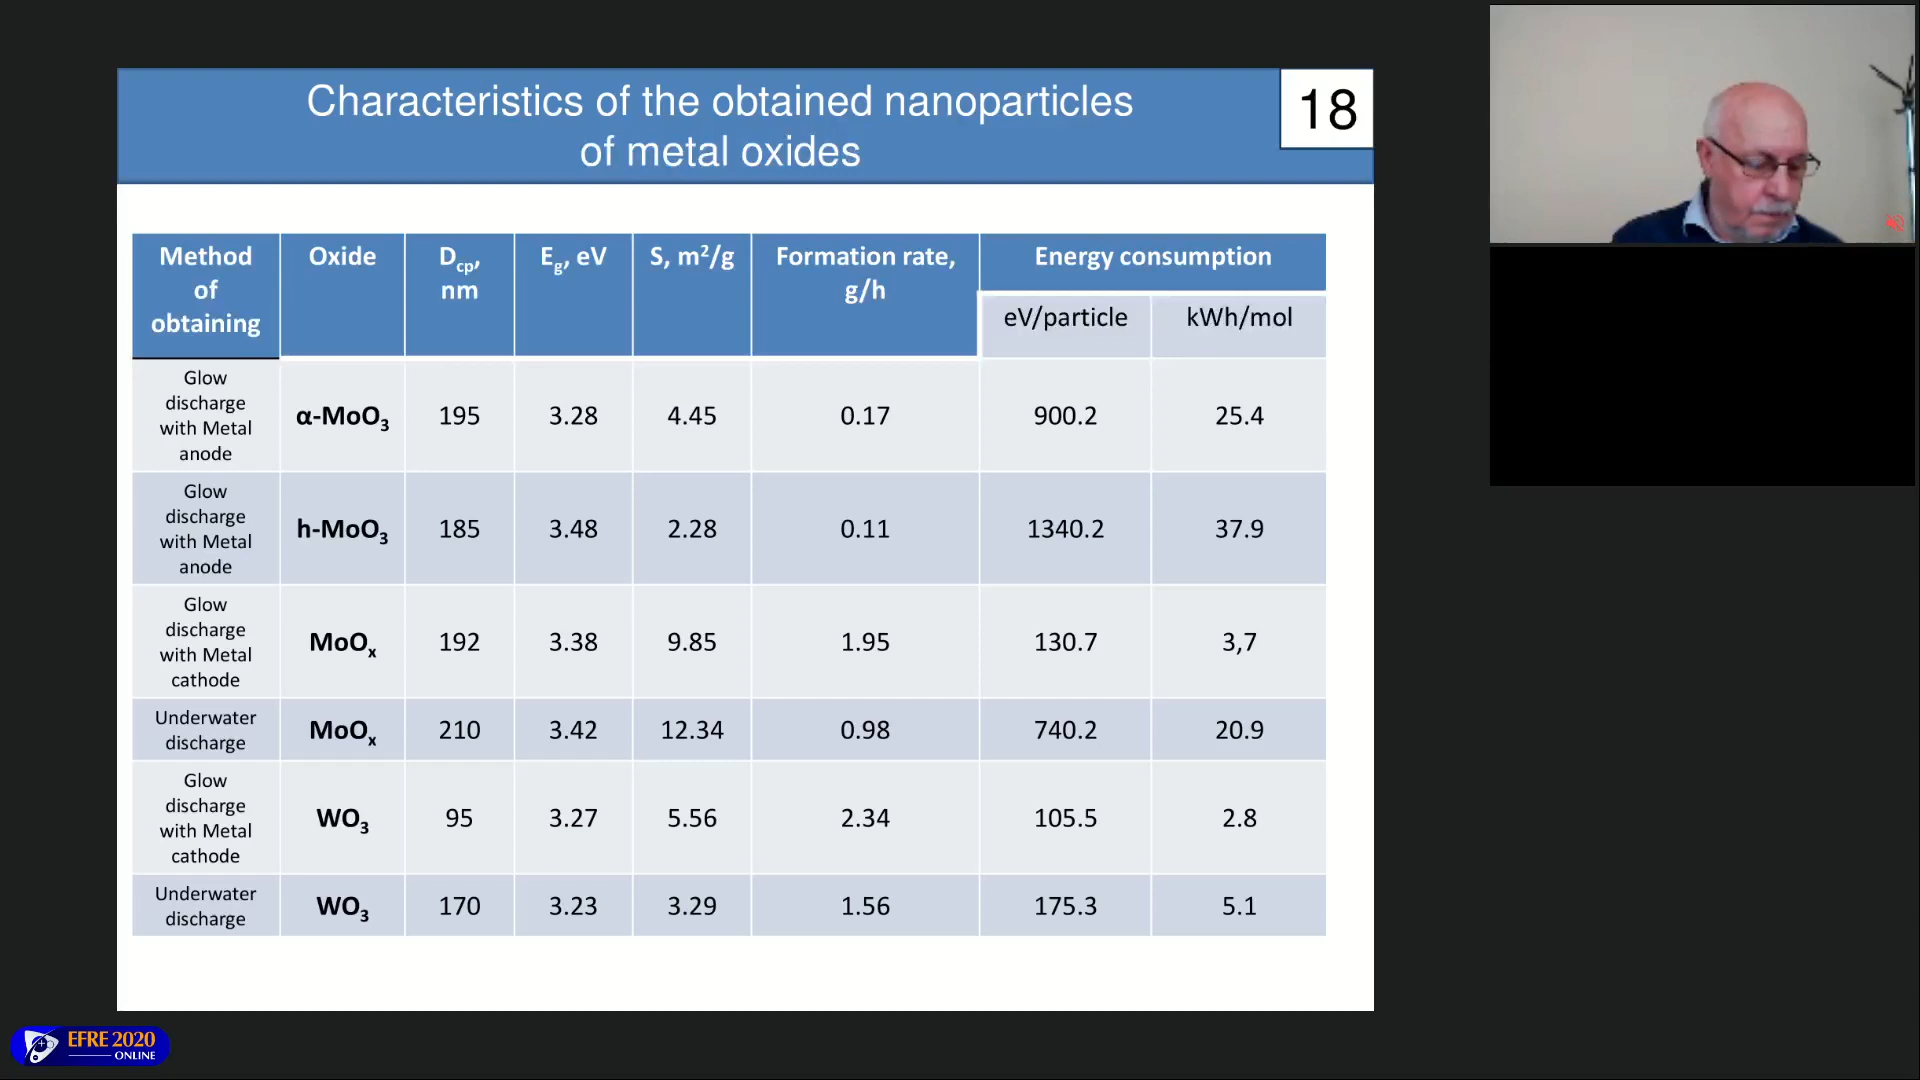 Characteristics of the obtained nanoparticles
of metal oxides
18
Method
of
obtaining
Oxide
Dcp,
nm
Eg, eV
S, m²/g
Formation rate,
g/h
Energy consumption
eV/particle
kWh/mol
Glow
discharge
with Metal
anode
α-MoO₃
195
3.28
4.45
0.17
900.2
25.4
Glow
discharge
with Metal
anode
h-MoO₃
185
3.48
2.28
0.11
1340.2
37.9
Glow
discharge
with Metal
cathode
MoOₓ
192
3.38
9.85
1.95
130.7
3,7
Underwater
discharge
MoOₓ
210
3.42
12.34
0.98
740.2
20.9
Glow
discharge
with Metal
cathode
WO₃
95
3.27
5.56
2.34
105.5
2.8
Underwater
discharge
WO₃
170
3.23
3.29
1.56
175.3
5.1
EFRE 2020
ONLINE